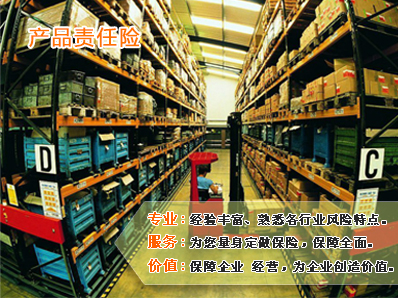 产品责任险
D
C
专业：经验丰富、熟悉各行业风险特点。
服务：为您量身定做保险，保障全面。
价值：保障企业 经营，为企业创造价值。